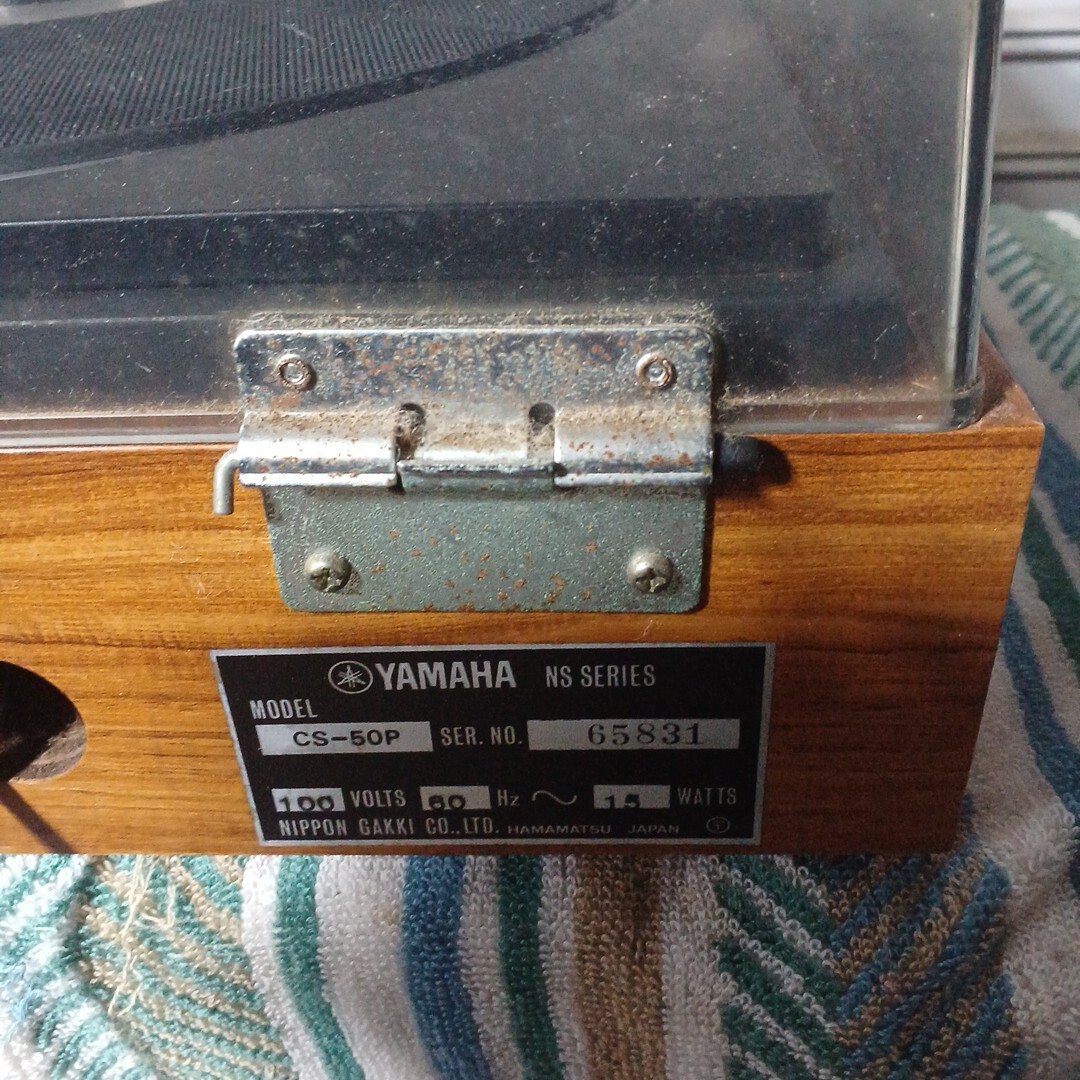 YAMAHA NS SERIES
MODEL
CS-50P SER. NO. 65831
100 VOLTS 60 Hz 15 WATTS
NIPPON GAKKI CO., LTD. HAMAMATSU JAPAN